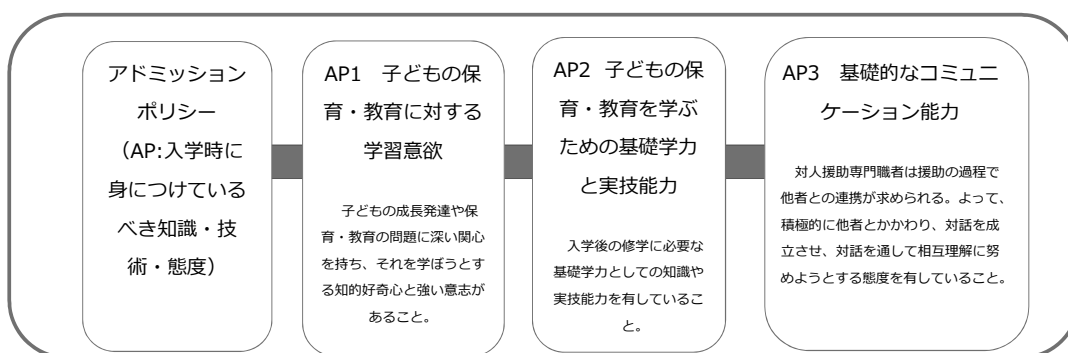 アドミッション
ポリシー
（AP:入学時に
身につけている
べき知識・技
術・態度）
AP1　子どもの保
育・教育に対する
学習意欲
子どもの成長発達や保
育・教育の問題に深い関心
を持ち、それを学ぼうとす
る知的好奇心と強い意志が
あること。
AP2 子どもの保
育・教育を学ぶ
ための基礎学力
と実技能力
入学後の修学に必要な
基礎学力としての知識や
実技能力を有しているこ
と。
AP3　基礎的なコミュニ
ケーション能力
対人援助専門職者は援助の過程で
他者との連携が求められる。よって、
積極的に他者とかかわり、対話を成
立させ、対話を通して相互理解に努
めようとする態度を有していること。